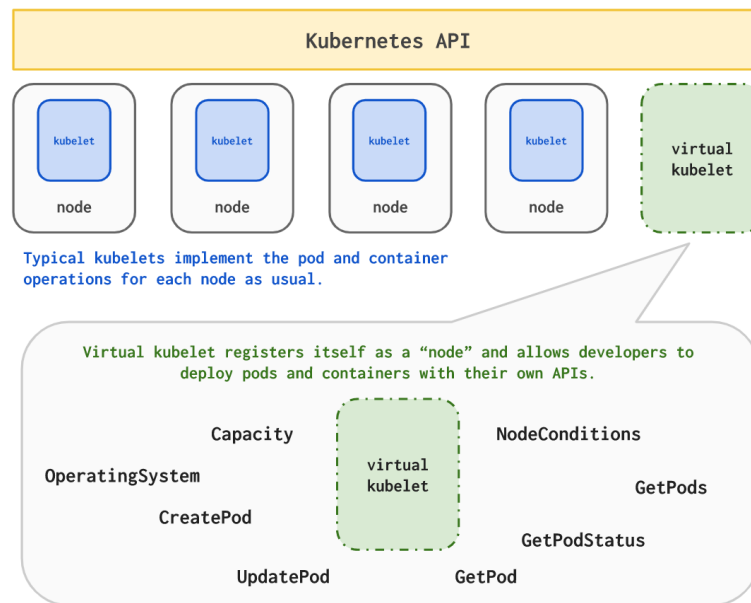 Kubernetes API
kubelet
kubelet
kubelet
kubelet
virtual
kubelet
node
node
node
node
Typical kubelets implement the pod and container
operations for each node as usual.
Virtual kubelet registers itself as a “node” and allows developers to
deploy pods and containers with their own APIs.
Capacity
NodeConditions
virtual
kubelet
OperatingSystem
GetPods
CreatePod
GetPodStatus
UpdatePod
GetPod